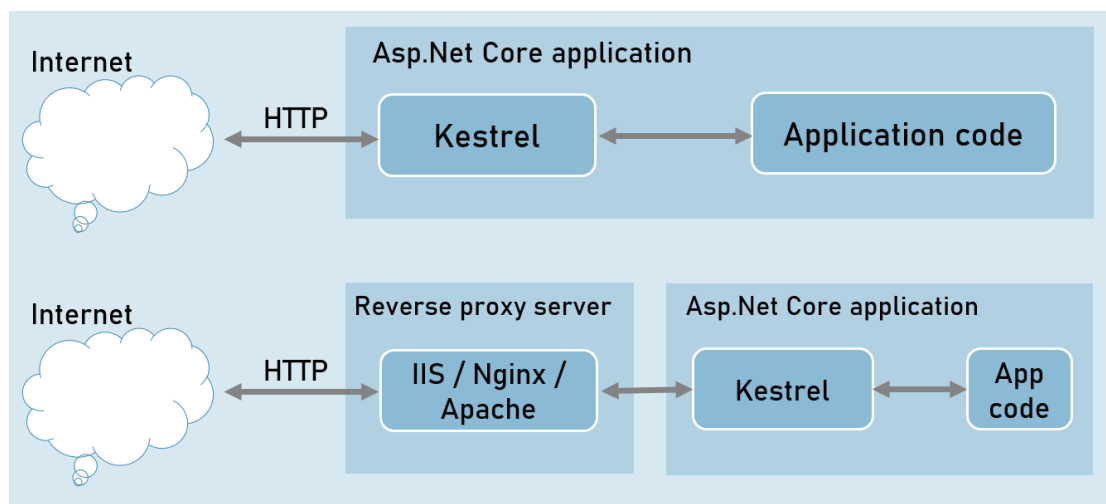 Internet
Asp.Net Core application
HTTP
Kestrel
Application code
Internet
Reverse proxy server
Asp.Net Core application
HTTP
IIS / Nginx /
Apache
Kestrel
App
code